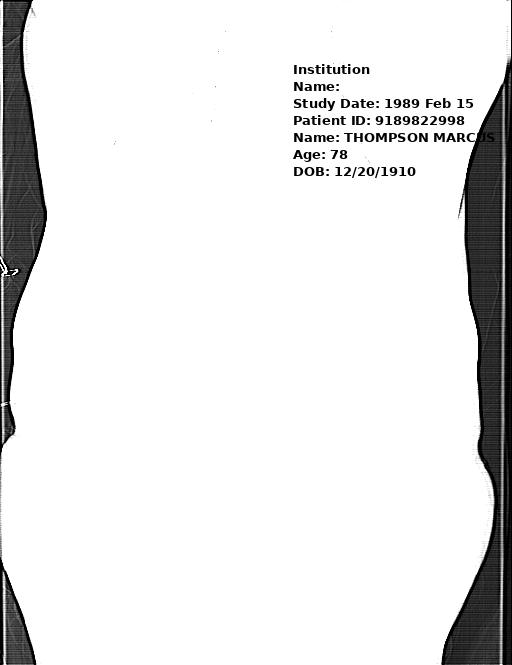 Institution
Name:
Study Date: 1989 Feb 15
Patient ID: 9189822998
Name: THOMPSON MARCUS
Age: 78
DOB: 12/20/1910